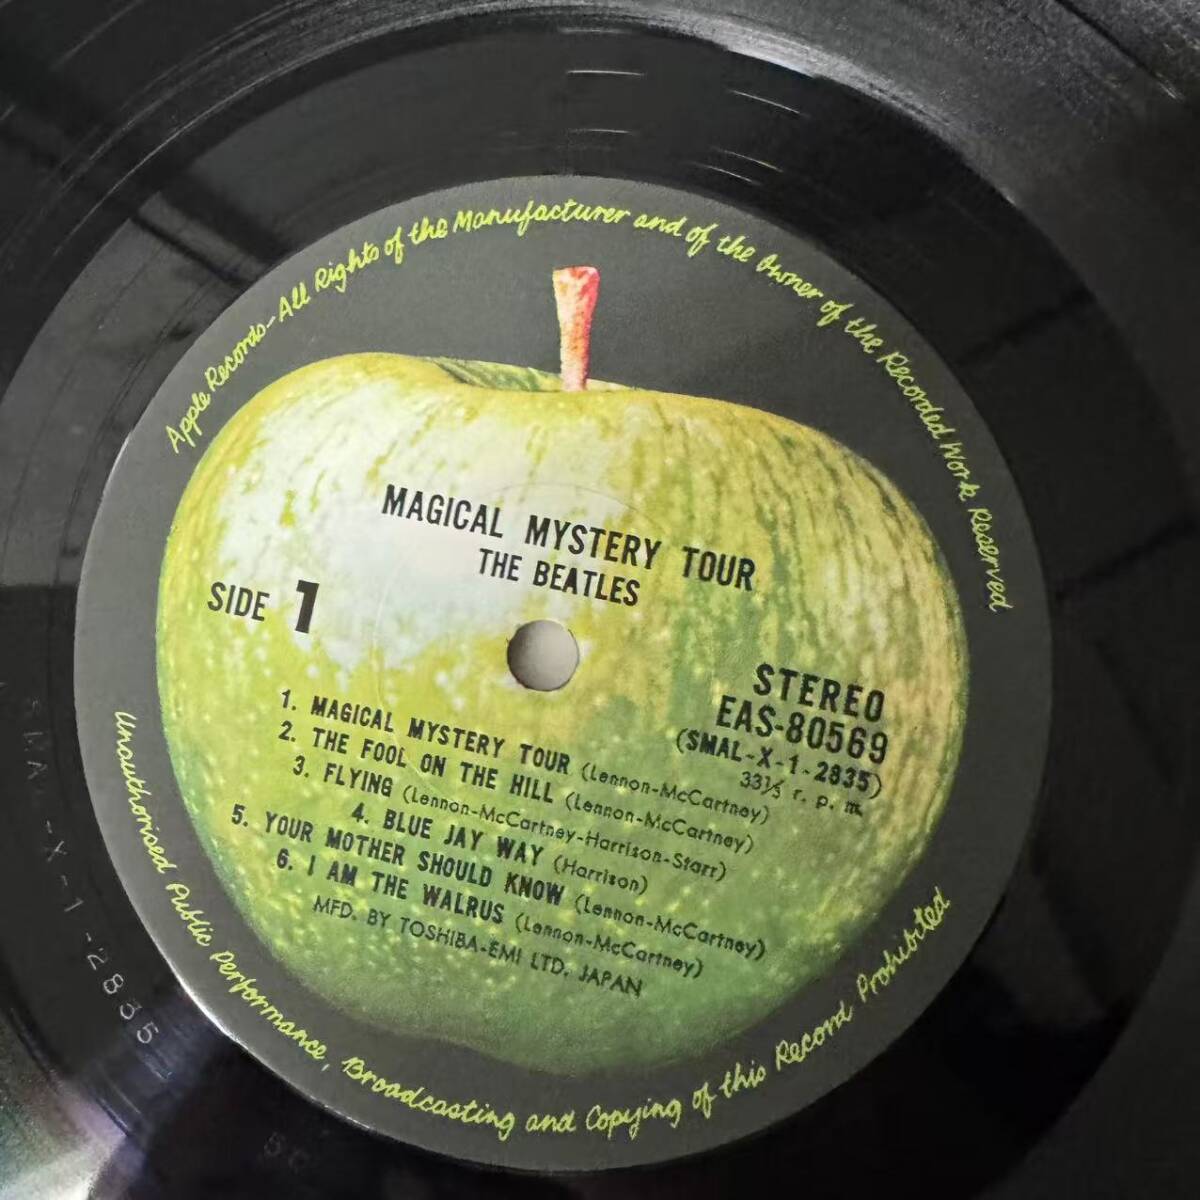 Apple Records-All Rights of the Manufacturer and of the Owner of the Recorded Work Reserved
MAGICAL MYSTERY TOUR
THE BEATLES
SIDE 1
STEREO
EAS-80569
(SMAL-X-1-2835)
33⅓ r. p. m.
1. MAGICAL MYSTERY TOUR (Lennon-McCartney)
2. THE FOOL ON THE HILL (Lennon-McCartney)
3. FLYING (Lennon-McCartney-Harrison-Starr)
4. BLUE JAY WAY (Harrison)
5. YOUR MOTHER SHOULD KNOW (Lennon-McCartney)
6. I AM THE WALRUS (Lennon-McCartney)
MFD. BY TOSHIBA-EMI LTD. JAPAN
Unauthorised Public Performance, Broadcasting and Copying of this Record Prohibited
-X-1-2835